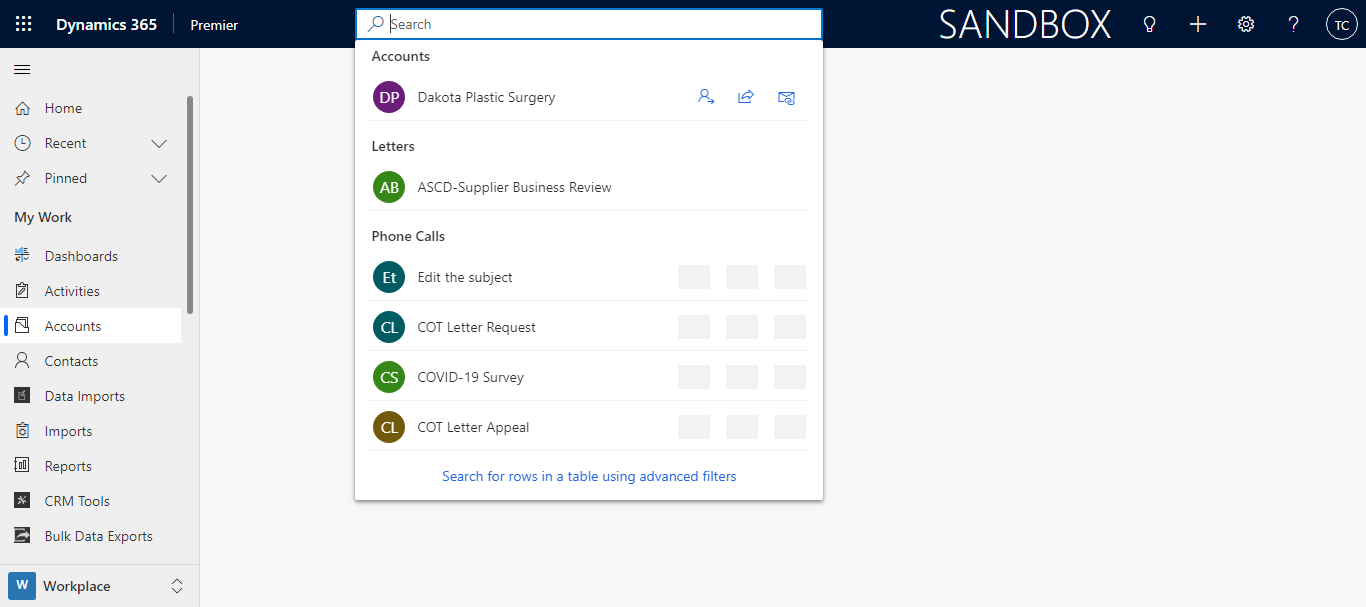 Dynamics 365
Premier
Search
SANDBOX
TC
Home
Recent
Pinned
My Work
Dashboards
Activities
Accounts
Contacts
Data Imports
Imports
Reports
CRM Tools
Bulk Data Exports
W Workplace
Accounts
DP Dakota Plastic Surgery
Letters
AB ASCD-Supplier Business Review
Phone Calls
Et Edit the subject
CL COT Letter Request
CS COVID-19 Survey
CL COT Letter Appeal
Search for rows in a table using advanced filters